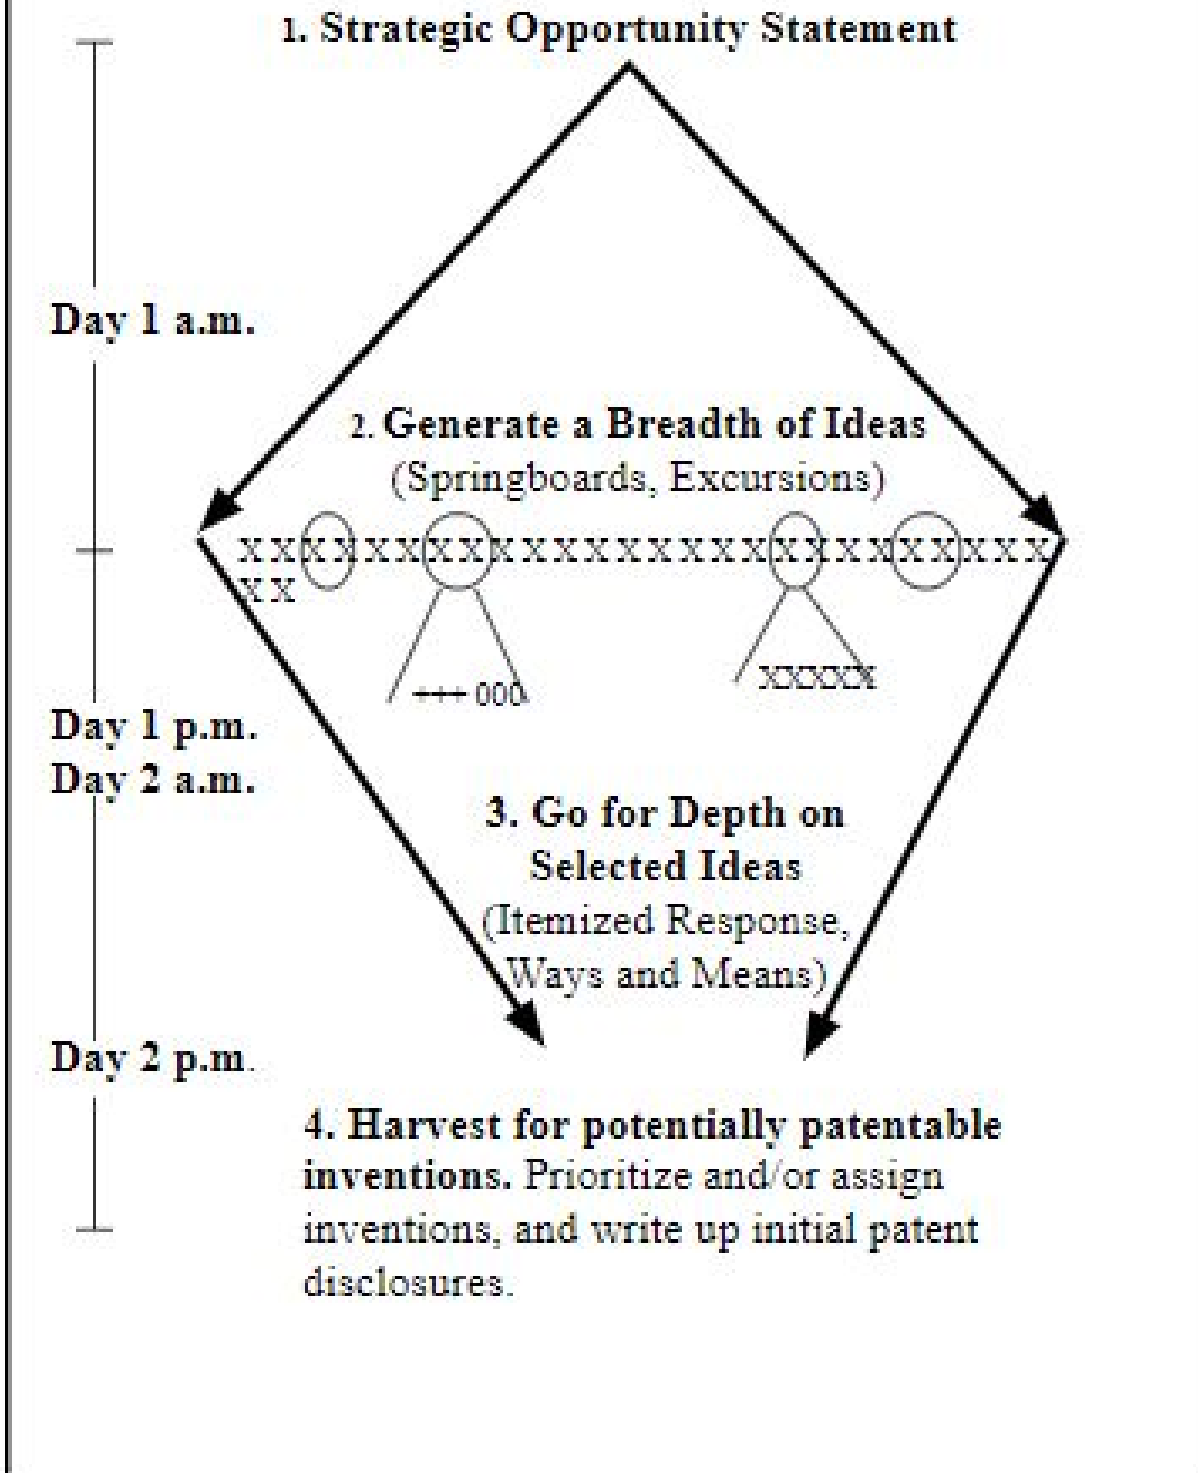 1. Strategic Opportunity Statement
Day 1 a.m.
2. Generate a Breadth of Ideas
(Springboards, Excursions)
x x x x x x x x x x x x x x x x x x x x x x x x x x
x x
+++ 000
XXXXX
Day 1 p.m.
Day 2 a.m.
3. Go for Depth on
Selected Ideas
(Itemized Response,
Ways and Means)
Day 2 p.m.
4. Harvest for potentially patentable
inventions. Prioritize and/or assign
inventions, and write up initial patent
disclosures.